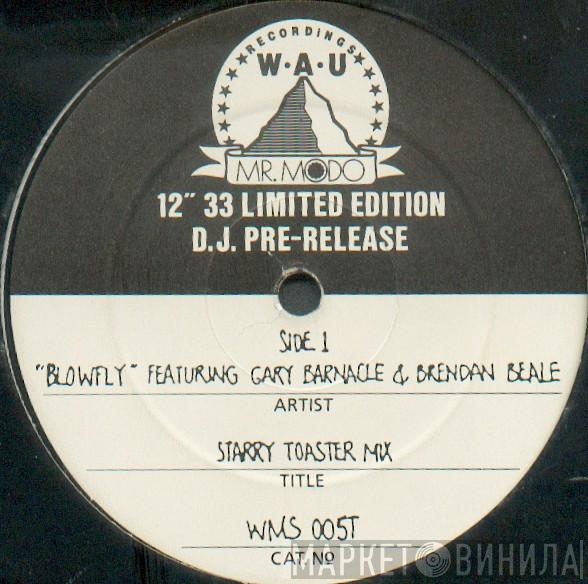 RECORDINGS
W·A·U
MR. MODO
12" 33 LIMITED EDITION
D.J. PRE-RELEASE
SIDE 1
"BLOWFLY" FEATURING GARY BARNACLE & BRENDAN BEALE
ARTIST
STARRY TOASTER MIX
TITLE
WMS 005T
CAT. No
МАРКЕТ ВИНИЛА